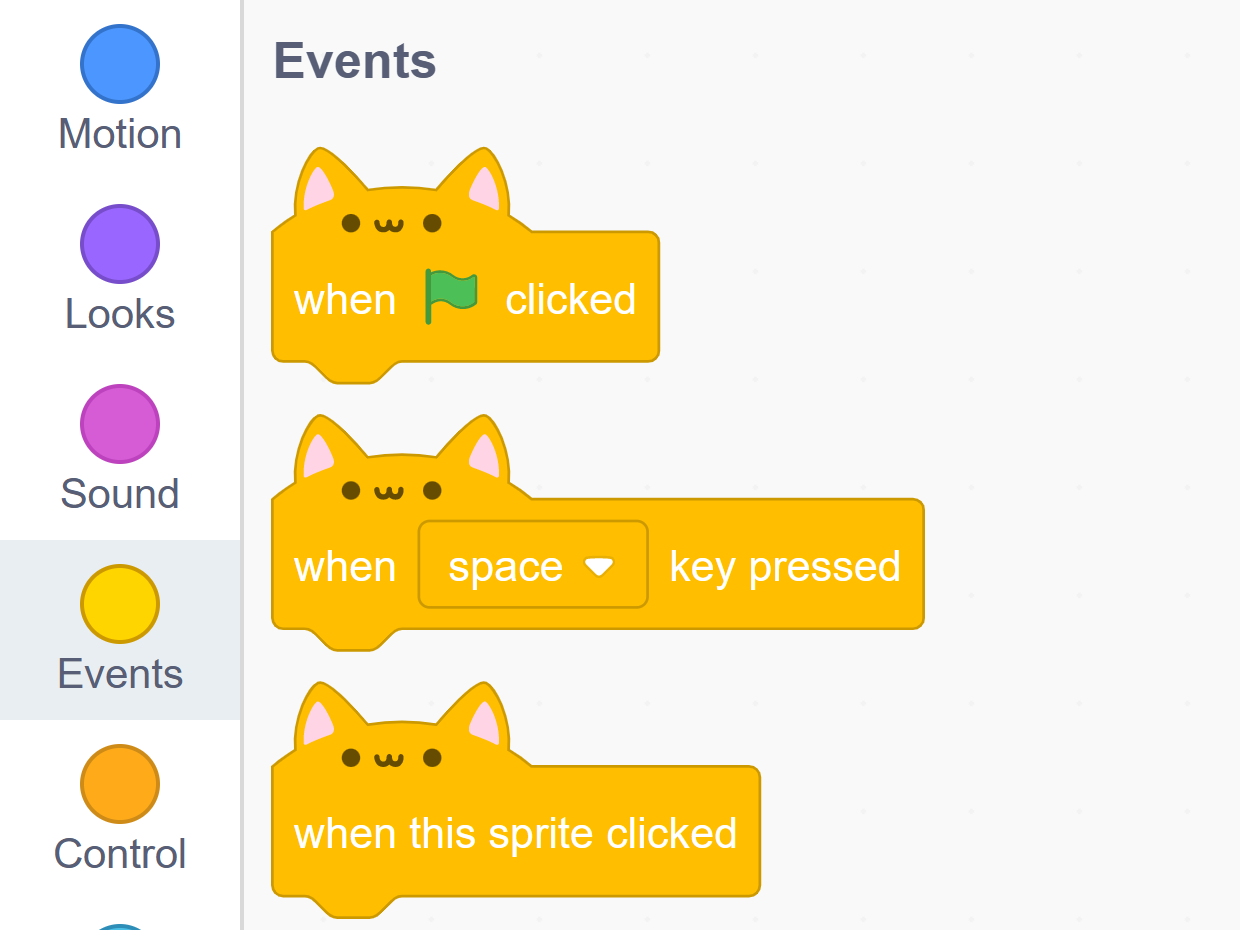 Motion
Looks
Sound
Events
Control
Events
when clicked
when space key pressed
when this sprite clicked